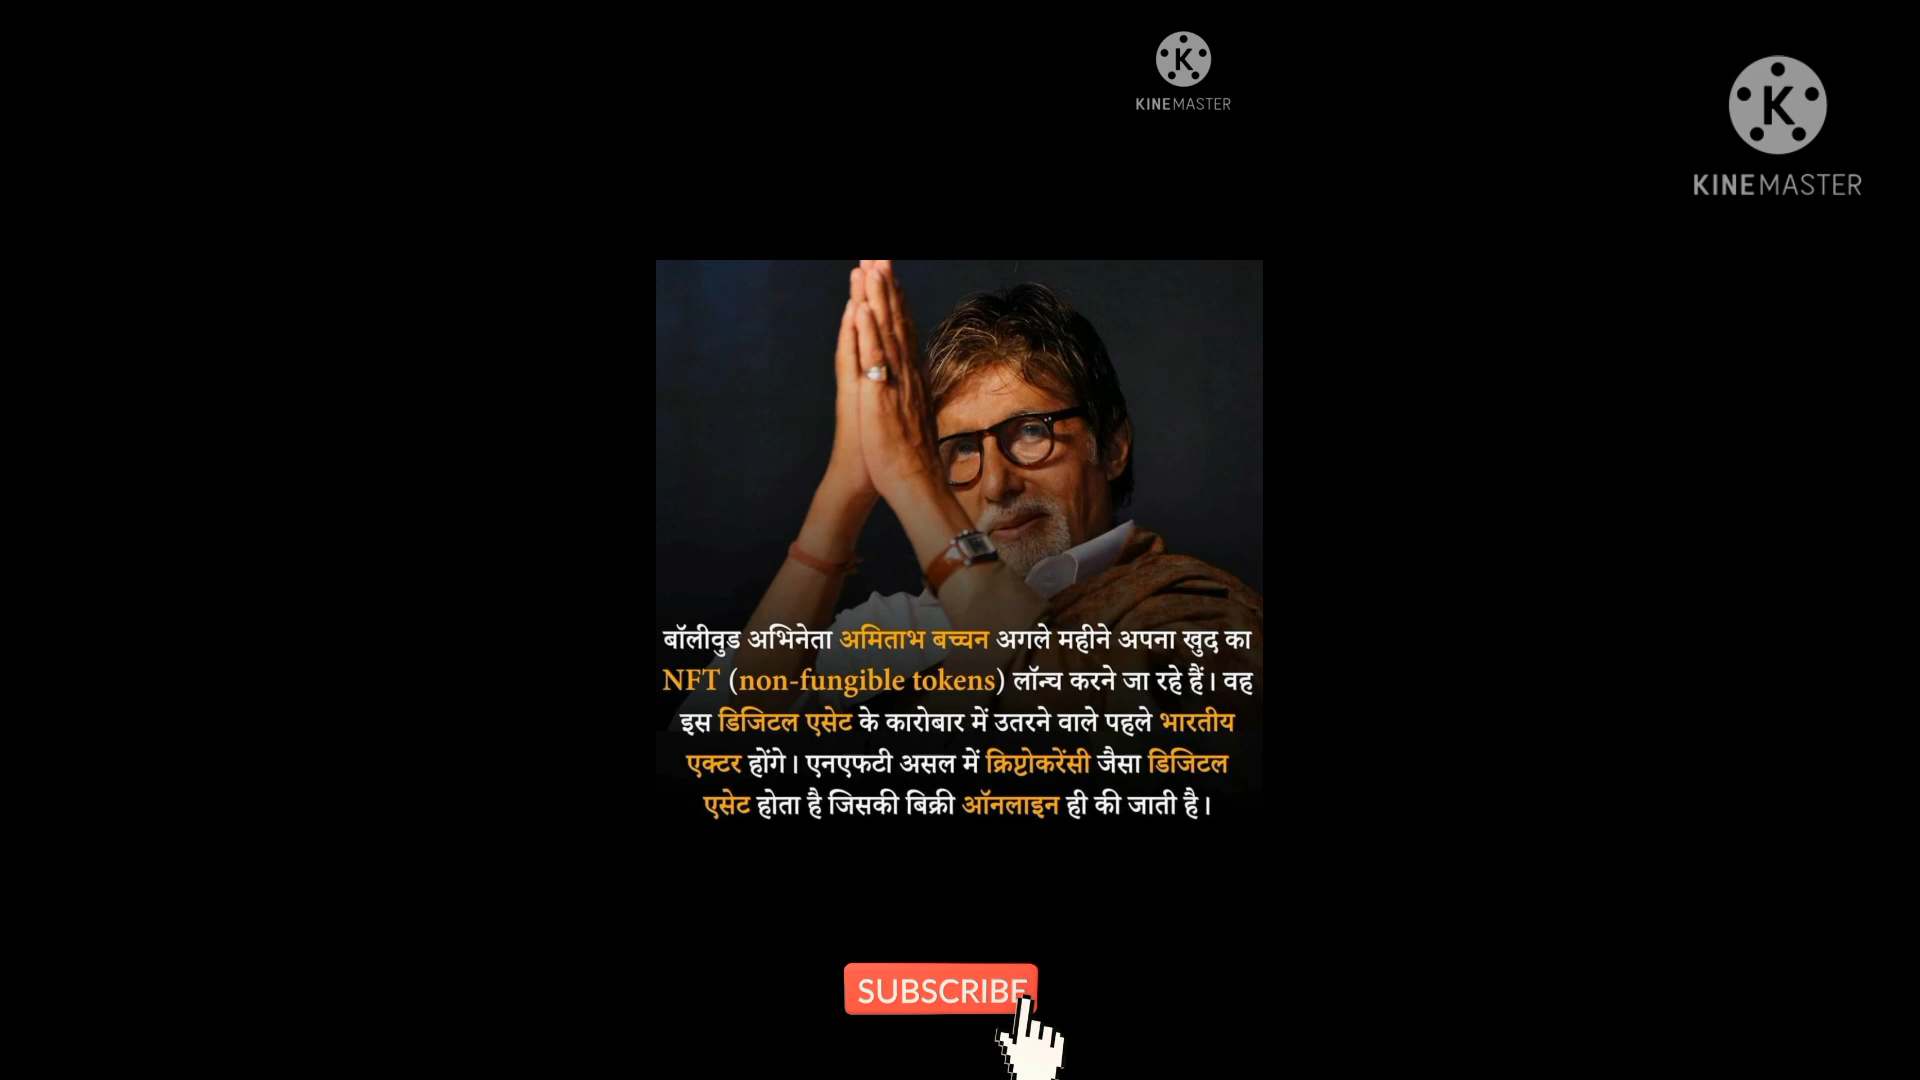 KINEMASTER
KINEMASTER
बॉलीवुड अभिनेता अमिताभ बच्चन अगले महीने अपना खुद का
NFT (non-fungible tokens) लॉन्च करने जा रहे हैं। वह
इस डिजिटल एसेट के कारोबार में उतरने वाले पहले भारतीय
एक्टर होंगे। एनएफटी असल में क्रिप्टोकरेंसी जैसा डिजिटल
एसेट होता है जिसकी बिक्री ऑनलाइन ही की जाती है।
SUBSCRIBE